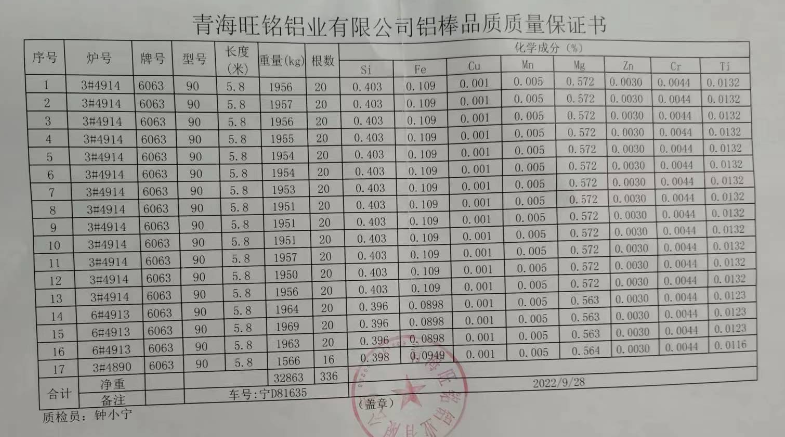 青海旺铭铝业有限公司铝棒品质质量保证书
序号 炉号 牌号 型号 长度(米) 重量(kg) 根数 化学成分（%）
Si Fe Cu Mn Mg Zn Cr Ti
1 3#4914 6063 90 5.8 1956 20 0.403 0.109 0.001 0.005 0.572 0.0030 0.0044 0.0132
2 3#4914 6063 90 5.8 1957 20 0.403 0.109 0.001 0.005 0.572 0.0030 0.0044 0.0132
3 3#4914 6063 90 5.8 1956 20 0.403 0.109 0.001 0.005 0.572 0.0030 0.0044 0.0132
4 3#4914 6063 90 5.8 1955 20 0.403 0.109 0.001 0.005 0.572 0.0030 0.0044 0.0132
5 3#4914 6063 90 5.8 1954 20 0.403 0.109 0.001 0.005 0.572 0.0030 0.0044 0.0132
6 3#4914 6063 90 5.8 1954 20 0.403 0.109 0.001 0.005 0.572 0.0030 0.0044 0.0132
7 3#4914 6063 90 5.8 1953 20 0.403 0.109 0.001 0.005 0.572 0.0030 0.0044 0.0132
8 3#4914 6063 90 5.8 1951 20 0.403 0.109 0.001 0.005 0.572 0.0030 0.0044 0.0132
9 3#4914 6063 90 5.8 1951 20 0.403 0.109 0.001 0.005 0.572 0.0030 0.0044 0.0132
10 3#4914 6063 90 5.8 1951 20 0.403 0.109 0.001 0.005 0.572 0.0030 0.0044 0.0132
11 3#4914 6063 90 5.8 1957 20 0.403 0.109 0.001 0.005 0.572 0.0030 0.0044 0.0132
12 3#4914 6063 90 5.8 1950 20 0.403 0.109 0.001 0.005 0.572 0.0030 0.0044 0.0132
13 3#4914 6063 90 5.8 1956 20 0.403 0.109 0.001 0.005 0.572 0.0030 0.0044 0.0132
14 6#4913 6063 90 5.8 1964 20 0.396 0.0898 0.001 0.005 0.563 0.0030 0.0044 0.0123
15 6#4913 6063 90 5.8 1969 20 0.396 0.0898 0.001 0.005 0.563 0.0030 0.0044 0.0123
16 6#4913 6063 90 5.8 1963 20 0.396 0.0898 0.001 0.005 0.563 0.0030 0.0044 0.0123
17 3#4890 6063 90 5.8 1566 16 0.398 0.0949 0.001 0.005 0.564 0.0030 0.0044 0.0116
合计 净重 32863 336
备注 车号:宁D81635 （盖章） 2022/9/28
质检员：钟小宁